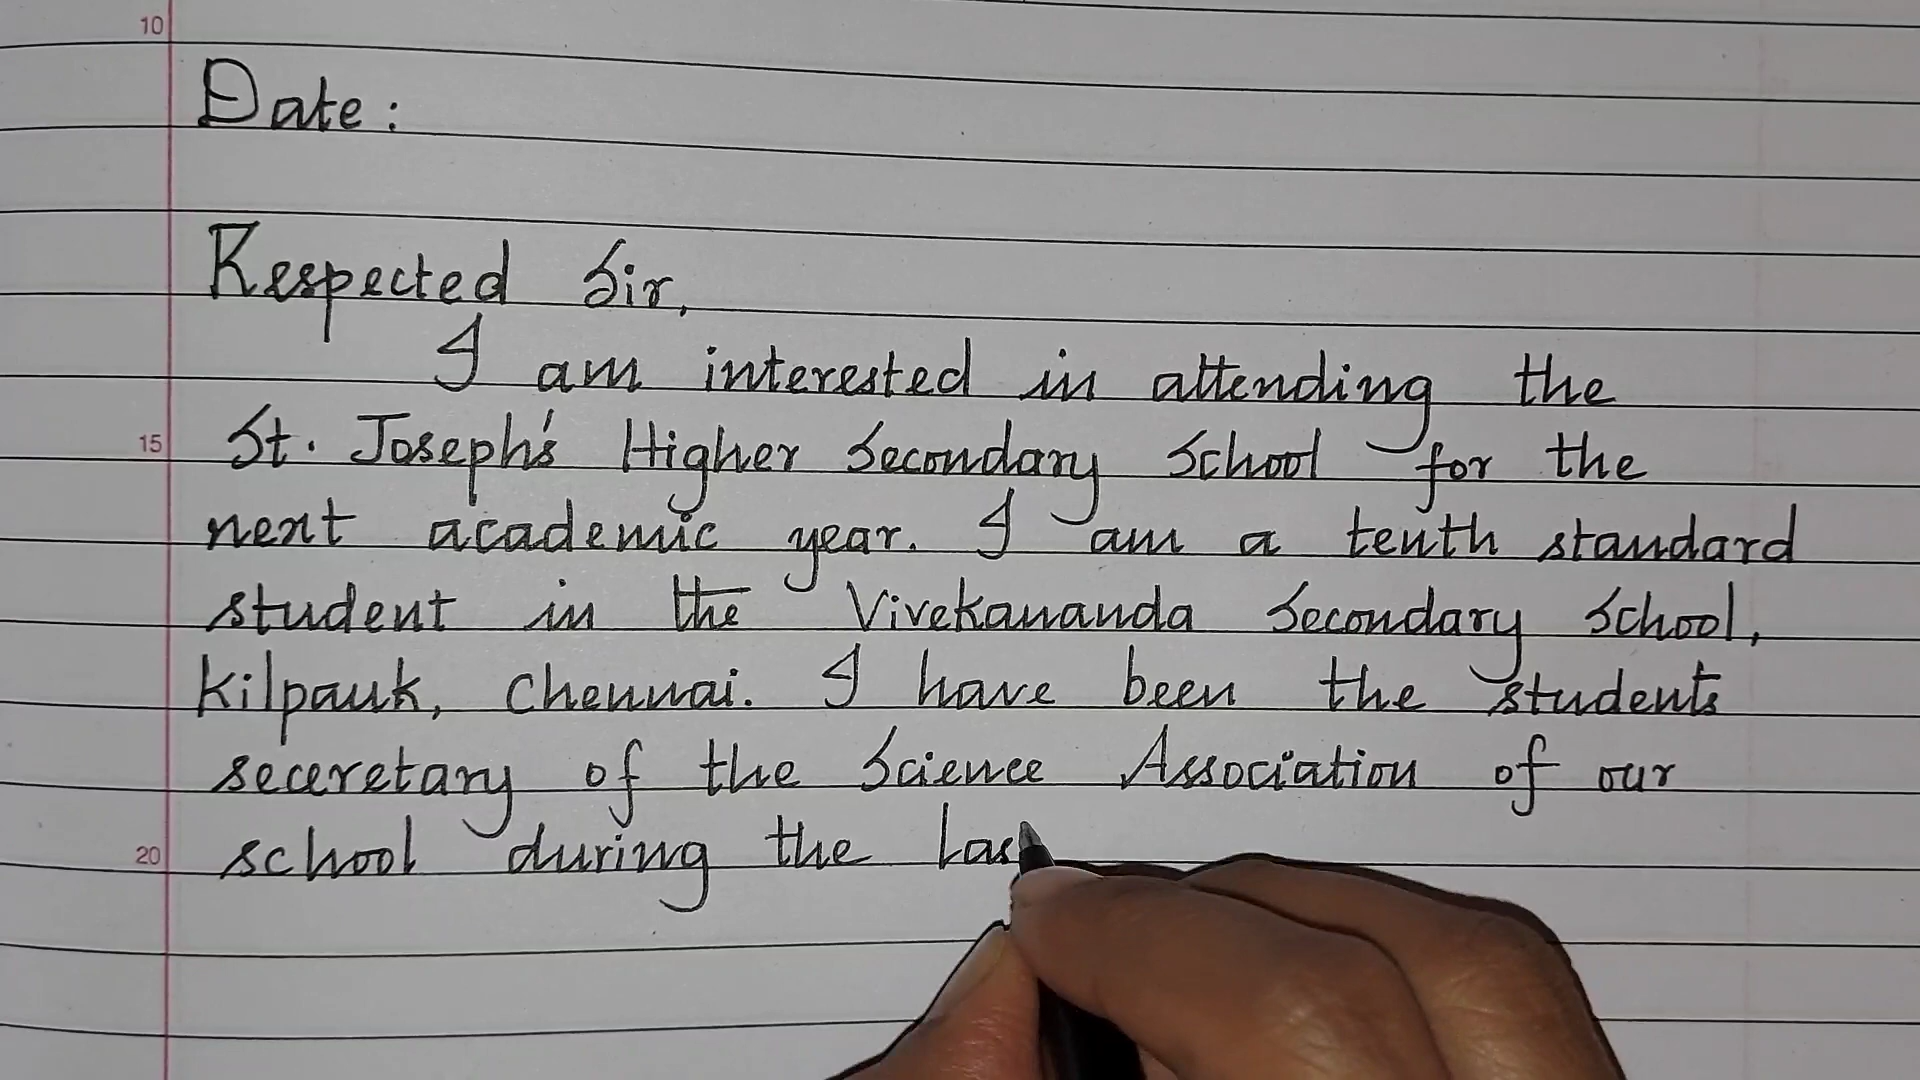 10
Date:
Respected Sir,
I am interested in attending the
15 St. Joseph's Higher Secondary School for the
next academic year. I am a tenth standard
student in the Vivekananda Secondary School,
Kilpauk, Chennai. I have been the students
seceretary of the Science Association of our
20 school during the las